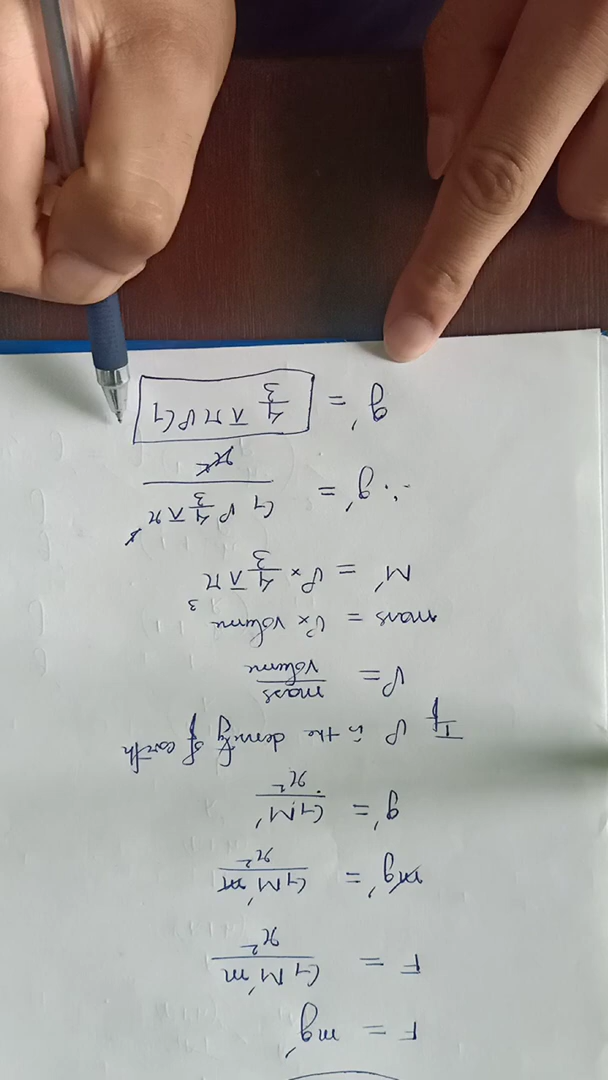 F = mg'
F = GM'm / r²
mg' = GM'm / r²
g' = GM' / r²
If ρ is the density of earth
ρ = mass / volume
mass = ρ × volume
M' = ρ × 4/3 π r³
∴ g' = G ρ 4/3 π r³ / r²
g' = 4/3 π r ρ G